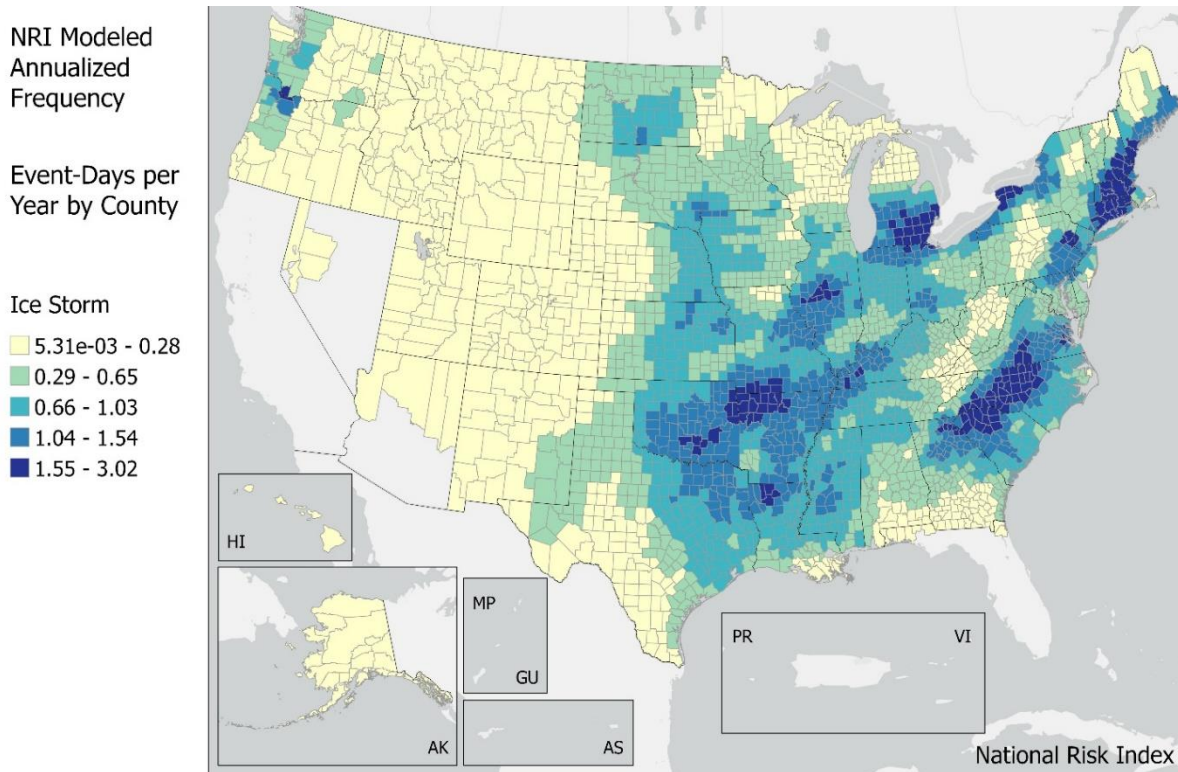 NRI Modeled
Annualized
Frequency
Event-Days per
Year by County
Ice Storm
5.31e-03 - 0.28
0.29 - 0.65
0.66 - 1.03
1.04 - 1.54
1.55 - 3.02
HI
AK
MP
GU
AS
PR
VI
National Risk Index